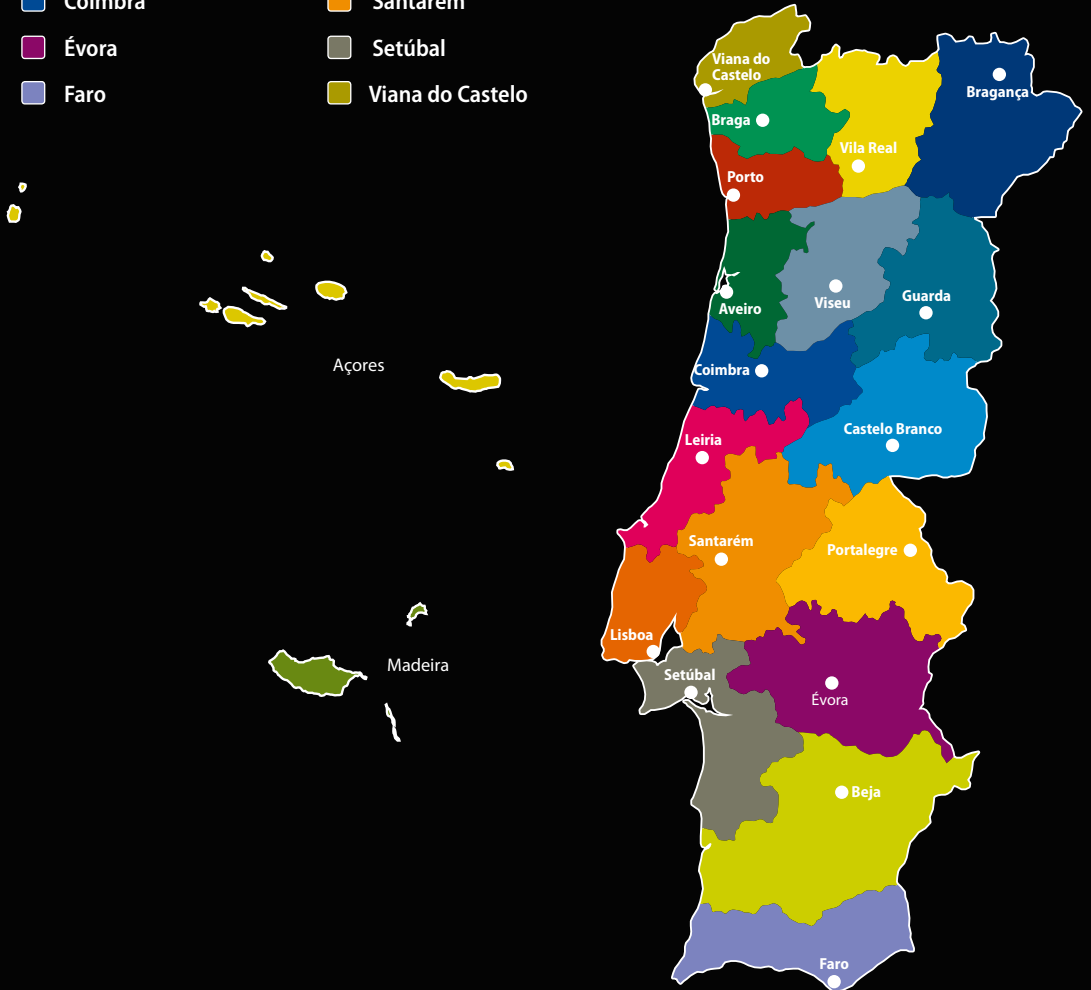 Coimbra
Santarém
Évora
Setúbal
Faro
Viana do Castelo
Viana do
Castelo
Bragança
Braga
Vila Real
Porto
Guarda
Viseu
Aveiro
Açores
Coimbra
Castelo Branco
Leiria
Santarém
Portalegre
Lisboa
Madeira
Setúbal
Évora
Beja
Faro